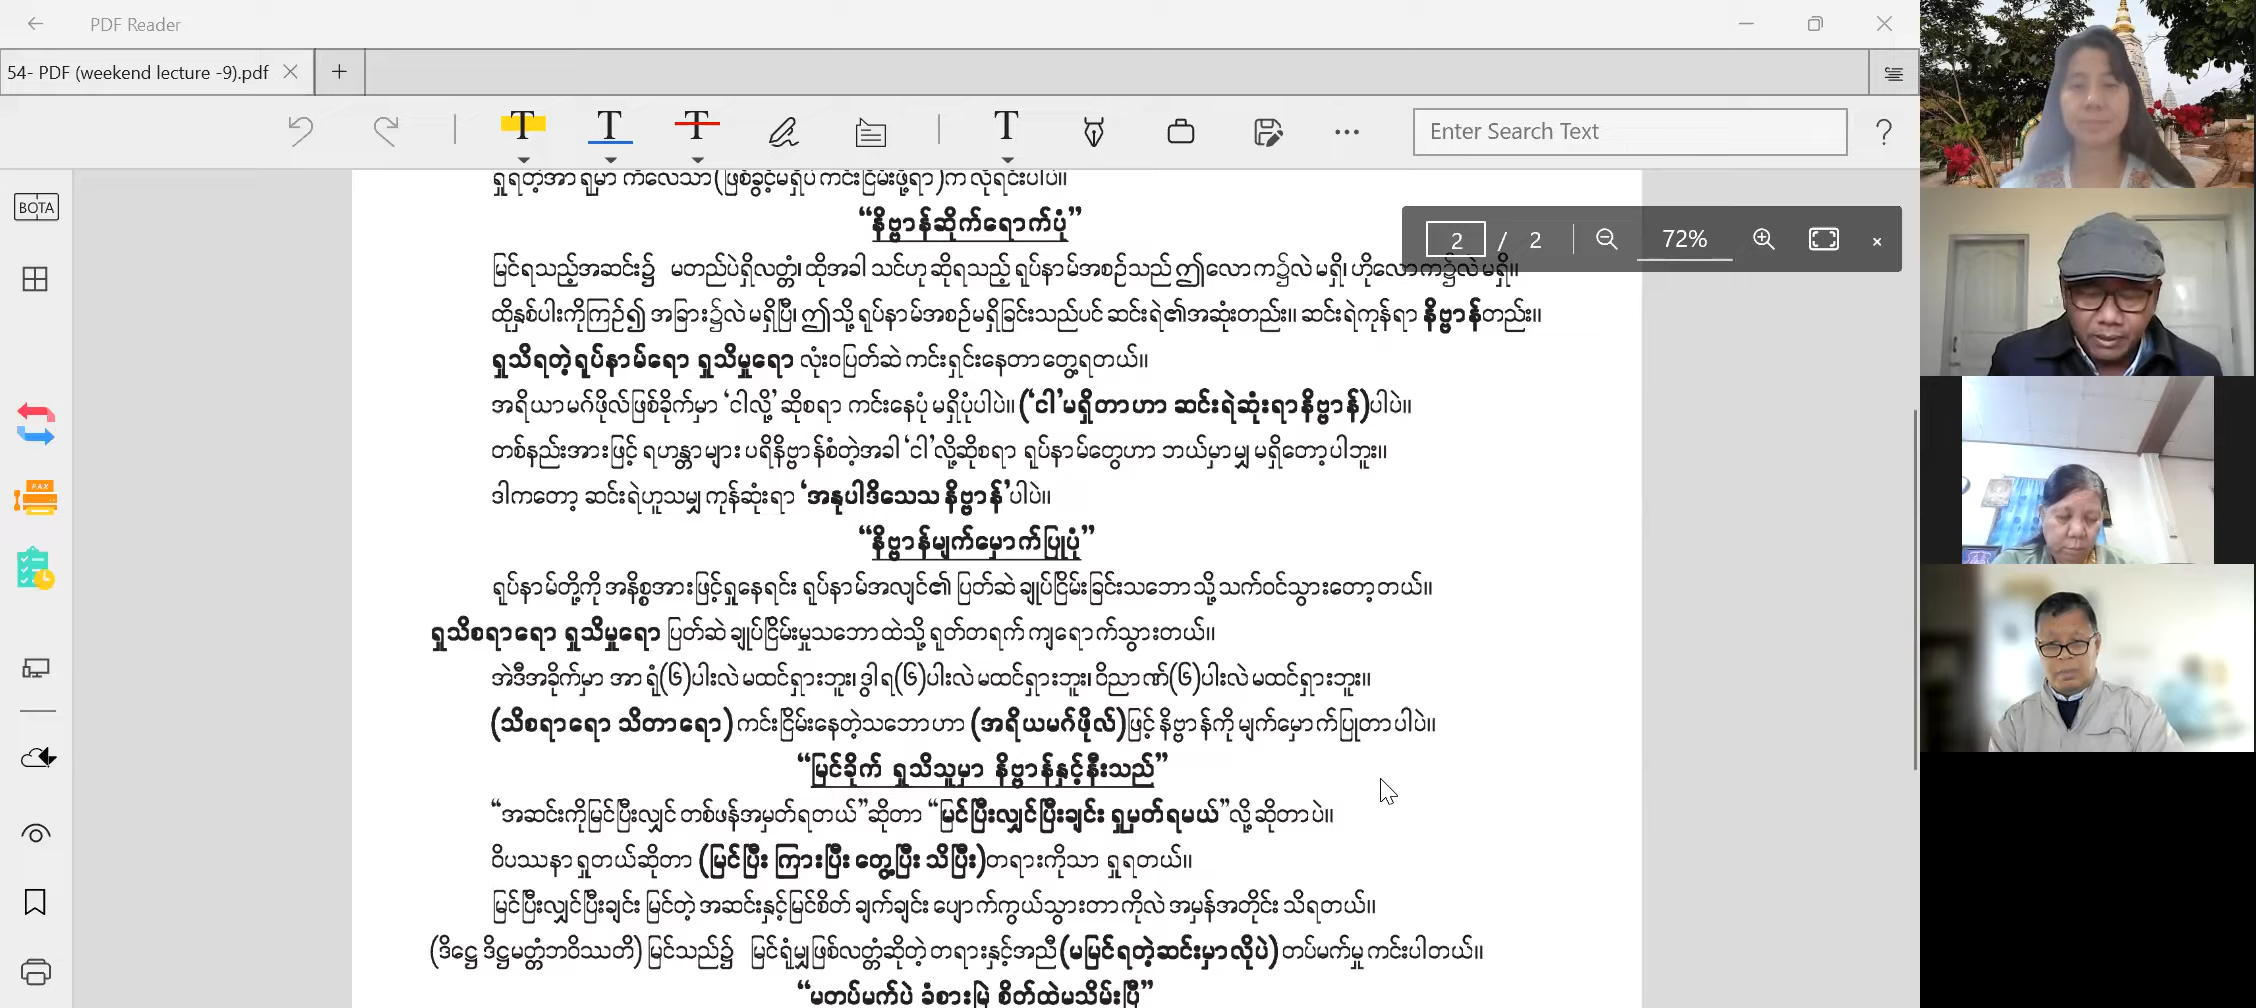 PDF Reader
54- PDF (weekend lecture -9).pdf
Enter Search Text
BOTA
FAX
2 / 2 72%
“နိဗ္ဗာန်ဆိုက်ရောက်ပုံ”
မြင်ရသည့်အဆင်း၌ မတည်ပဲရှိလတ္တံ့၊ ထိုအခါ သင်ဟု ဆိုရသည့် ရုပ်နာမ်အစဉ်သည် ဤလောက၌လဲ မရှိ၊ ဟိုလောက၌လဲ မရှိ။
ထိုနှစ်ပါးကိုကြဉ်၍ အခြား၌လဲ မရှိပြီ၊ ဤသို့ ရုပ်နာမ်အစဉ်မရှိခြင်းသည်ပင် ဆင်းရဲ၏အဆုံးတည်း။ ဆင်းရဲကုန်ရာ နိဗ္ဗာန်တည်း။
ရှုသိရတဲ့ရုပ်နာမ်ရော ရှုသိမှုရော လုံးဝပြတ်ဆဲ ကင်းရှင်းနေတာ တွေ့ရတယ်။
အရိယာမဂ်ဖိုလ်ဖြစ်ခိုက်မှာ ‘ငါလို့’ ဆိုစရာ ကင်းနေပုံ မရှိပုံပါပဲ။ (‘ငါ’မရှိတာဟာ ဆင်းရဲဆုံးရာနိဗ္ဗာန်)ပါပဲ။
တစ်နည်းအားဖြင့် ရဟန္တာများ ပရိနိဗ္ဗာန်စံတဲ့အခါ ‘ငါ’လို့ဆိုစရာ ရုပ်နာမ်တွေဟာ ဘယ်မှာမျှ မရှိတော့ပါဘူး။
ဒါကတော့ ဆင်းရဲဟူသမျှ ကုန်ဆုံးရာ ‘အနုပါဒိသေသ နိဗ္ဗာန်’ပါပဲ။
“နိဗ္ဗာန်မျက်မှောက်ပြုပုံ”
ရုပ်နာမ်တို့ကို အနိစ္စအားဖြင့်ရှုနေရင်း ရုပ်နာမ်အလျင်၏ ပြတ်ဆဲ ချုပ်ငြိမ်းခြင်းသဘောသို့ သက်ဝင်သွားတော့တယ်။
ရှုသိစရာရော ရှုသိမှုရော ပြတ်ဆဲ ချုပ်ငြိမ်းမှုသဘောထဲသို့ ရုတ်တရက် ကျရောက်သွားတယ်။
အဲဒီအခိုက်မှာ အာရုံ(၆)ပါးလဲ မထင်ရှားဘူး၊ ဒွါရ(၆)ပါးလဲ မထင်ရှားဘူး၊ ဝိညာဏ်(၆)ပါးလဲ မထင်ရှားဘူး။
(သိစရာရော သိတာရော) ကင်းငြိမ်းနေတဲ့သဘောဟာ (အရိယမဂ်ဖိုလ်)ဖြင့် နိဗ္ဗာန်ကို မျက်မှောက်ပြုတာပါပဲ။
“မြင်ခိုက် ရှုသိသူမှာ နိဗ္ဗာန်နှင့်နီးသည်”
“အဆင်းကိုမြင်ပြီးလျှင် တစ်ဖန်အမှတ်ရတယ်”ဆိုတာ “မြင်ပြီးလျှင်ပြီးချင်း ရှုမှတ်ရမယ်”လို့ ဆိုတာပဲ။
ဝိပဿနာရှုတယ်ဆိုတာ (မြင်ပြီး ကြားပြီး တွေ့ပြီး သိပြီး)တရားကိုသာ ရှုရတယ်။
မြင်ပြီးလျှင်ပြီးချင်း မြင်တဲ့ အဆင်းနှင့်မြင်စိတ် ချက်ချင်း ပျောက်ကွယ်သွားတာကိုလဲ အမှန်အတိုင်း သိရတယ်။
(ဒိဋ္ဌေ ဒိဋ္ဌမတ္တံဘဝိဿတိ) မြင်သည်၌ မြင်ရုံမျှဖြစ်လတ္တံ့ဆိုတဲ့ တရားနှင့်အညီ(မမြင်ရတဲ့ဆင်းမှာလိုပဲ) တပ်မက်မှု ကင်းပါတယ်။
“မတပ်မက်ပဲ ခံစားမြဲ စိတ်ထဲမသိမ်းပြီ”